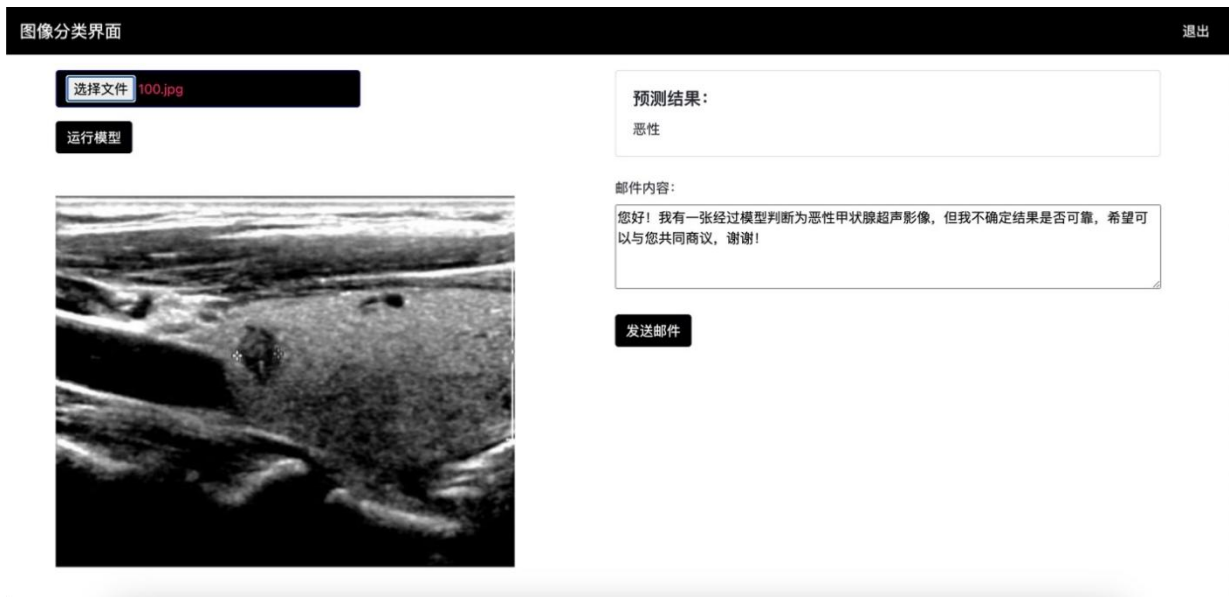 图像分类界面
退出
选择文件 100.jpg
运行模型
预测结果：
恶性
邮件内容：
您好！我有一张经过模型判断为恶性甲状腺超声影像，但我不确定结果是否可靠，希望可
以与您共同商议，谢谢！
发送邮件